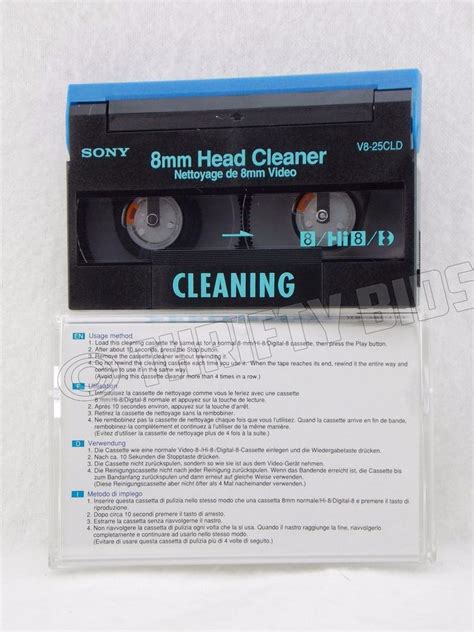 SONY
V8-25CLD
8mm Head Cleaner
Nettoyage de 8mm Video
8/Hi8/
CLEANING
© THRIFTY BIDS
EN Usage method
1. Load this cleaning cassette the same as for a normal 8-mm/Hi-8/Digital-8 cassette, then press the Play button.
2. After about 10 seconds, press the Stop button.
3. Remove the cassette cleaner without rewinding it.
4. Do not rewind the cleaning cassette each time you use it. When the tape reaches its end, rewind it the entire way and
continue to use it in the same way.
(Avoid using this cassette cleaner more than 4 times in a row.)
Utilisation
1. Introduisez la cassette de nettoyage comme vous le feriez avec une cassette
8 mm/Hi-8/Digital-8 normale et appuyez sur la touche de lecture.
2. Après 10 secondes environ, appuyez sur la touche d'arrêt.
3. Retirez la cassette de nettoyage sans la rembobiner.
4. Ne rembobinez pas la cassette de nettoyage chaque fois que vous l'utilisez. Quand la cassette arrive en fin de bande,
rembobinez-la complètement et continuez à l'utiliser de la même manière.
(Evitez d'utiliser la cassette de nettoyage plus de 4 fois à la suite.)
D Verwendung
1. Die Cassette wie eine normale Video-8-/Hi-8-/Digital-8-Cassette einlegen und die Wiedergabetaste drücken.
2. Nach ca. 10 Sekunden die Stopptaste drücken.
3. Die Cassette nicht zurückspulen, sondern so wie sie ist aus dem Video-Gerät nehmen.
4. Die Reinigungscassette nicht nach jeder Verwendung zurückspulen. Wenn das Bandende erreicht ist, die Cassette bis
zum Bandanfang zurückspulen und dann erneut auf gleiche Weise verwenden.
(Diese Reinigungscassette aber nicht öfter als 4 Mal nacheinander verwenden.)
I Metodo di impiego
1. Inserire questa cassetta di pulizia nello stesso modo che una cassetta 8mm normale/Hi-8/Digital-8 e premere il tasto di
riproduzione.
2. Dopo circa 10 secondi premere il tasto di arresto.
3. Estrarre la cassetta senza riavvolgerne il nastro.
4. Non riavvolgere la cassetta di pulizia ogni volta che la si usa. Quando il nastro raggiunge la fine, riavvolgerlo
completamente e continuare ad usarlo nello stesso modo.
(Evitare di usare questa cassetta di pulizia più di 4 volte di seguito.)